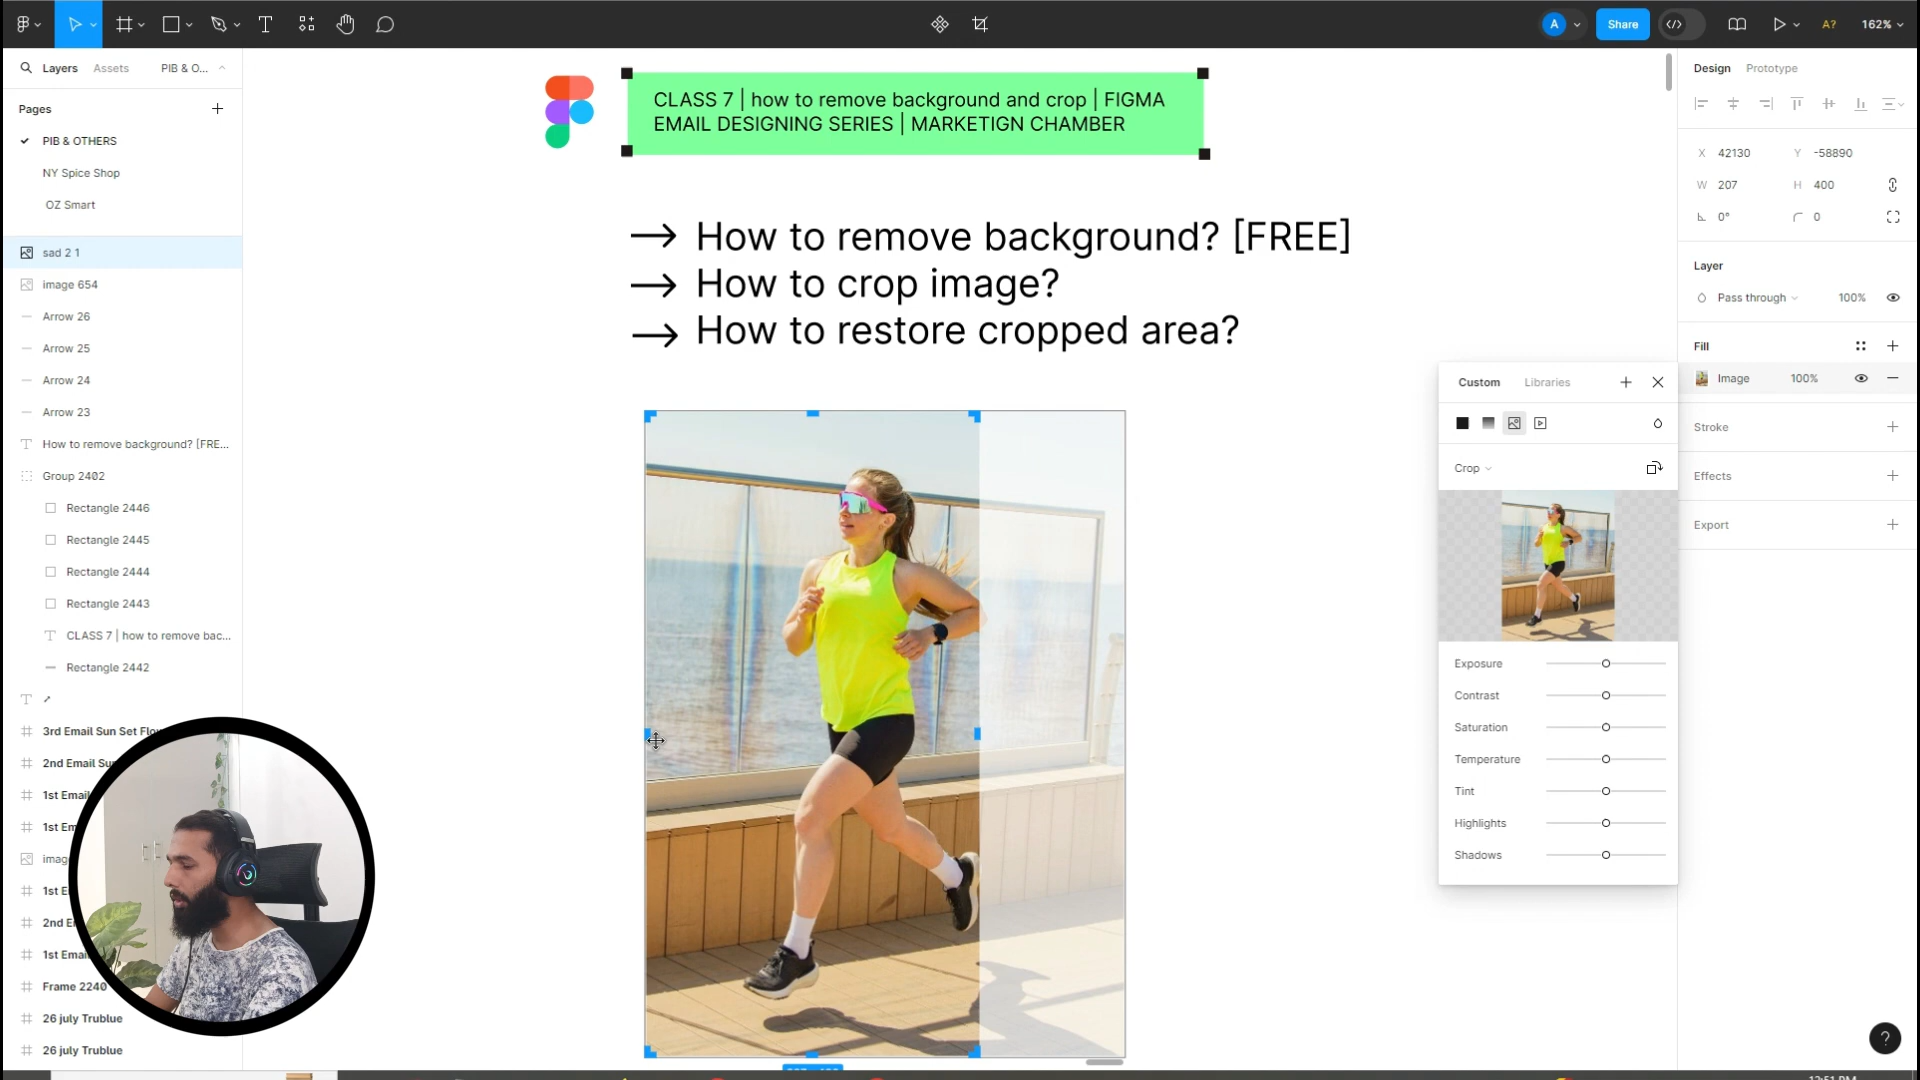 A
Share
A?
162%
Layers
Assets
PIB & O...
Design
Prototype
Pages
PIB & OTHERS
NY Spice Shop
OZ Smart
sad 2 1
image 654
Arrow 26
Arrow 25
Arrow 24
Arrow 23
How to remove background? [FRE...
Group 2402
Rectangle 2446
Rectangle 2445
Rectangle 2444
Rectangle 2443
CLASS 7 | how to remove bac...
Rectangle 2442
3rd Email Sun Set Flo
2nd Email Su
1st Email
1st Em
imag
1st E
2nd E
1st Emai
Frame 2240
26 july Trublue
26 july Trublue
CLASS 7 | how to remove background and crop | FIGMA
EMAIL DESIGNING SERIES | MARKETIGN CHAMBER
How to remove background? [FREE]
How to crop image?
How to restore cropped area?
Custom
Libraries
Crop
Exposure
Contrast
Saturation
Temperature
Tint
Highlights
Shadows
X 42130 Y -58890
W 207 H 400
0° 0
Layer
Pass through 100%
Fill
Image 100%
Stroke
Effects
Export
?